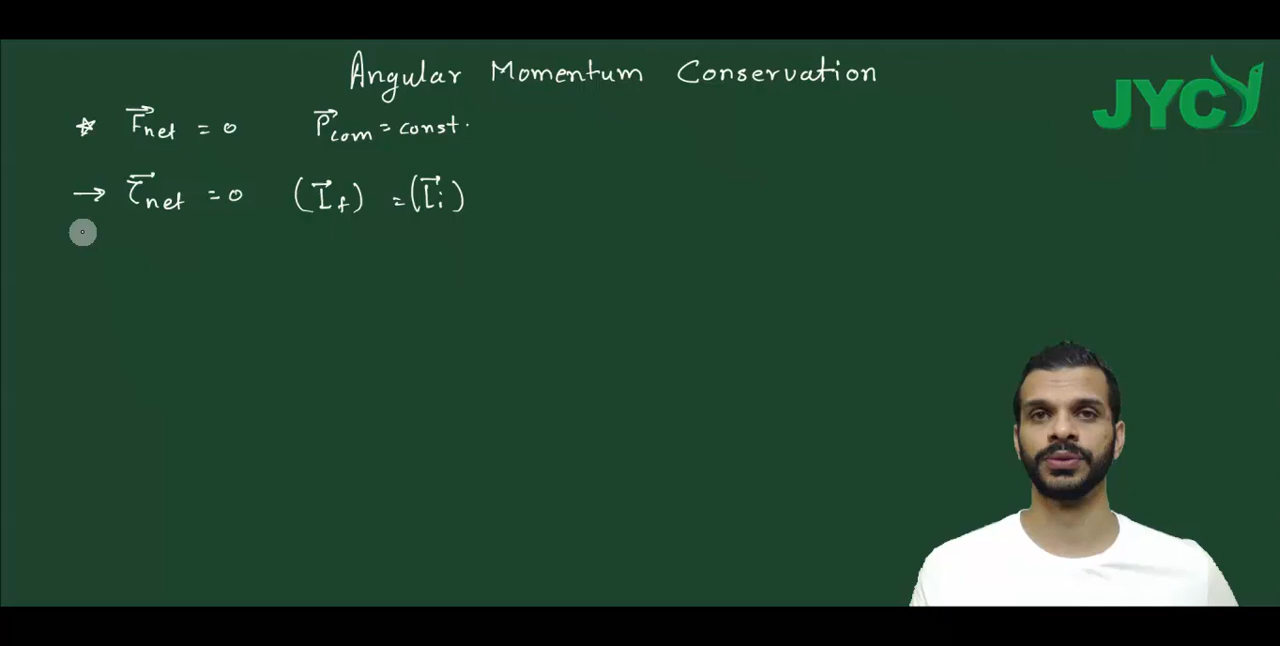 Angular Momentum Conservation
JYC
☆ F⃗net = 0 P⃗com = const.
→ τ⃗net = 0 (L⃗f) = (L⃗i)